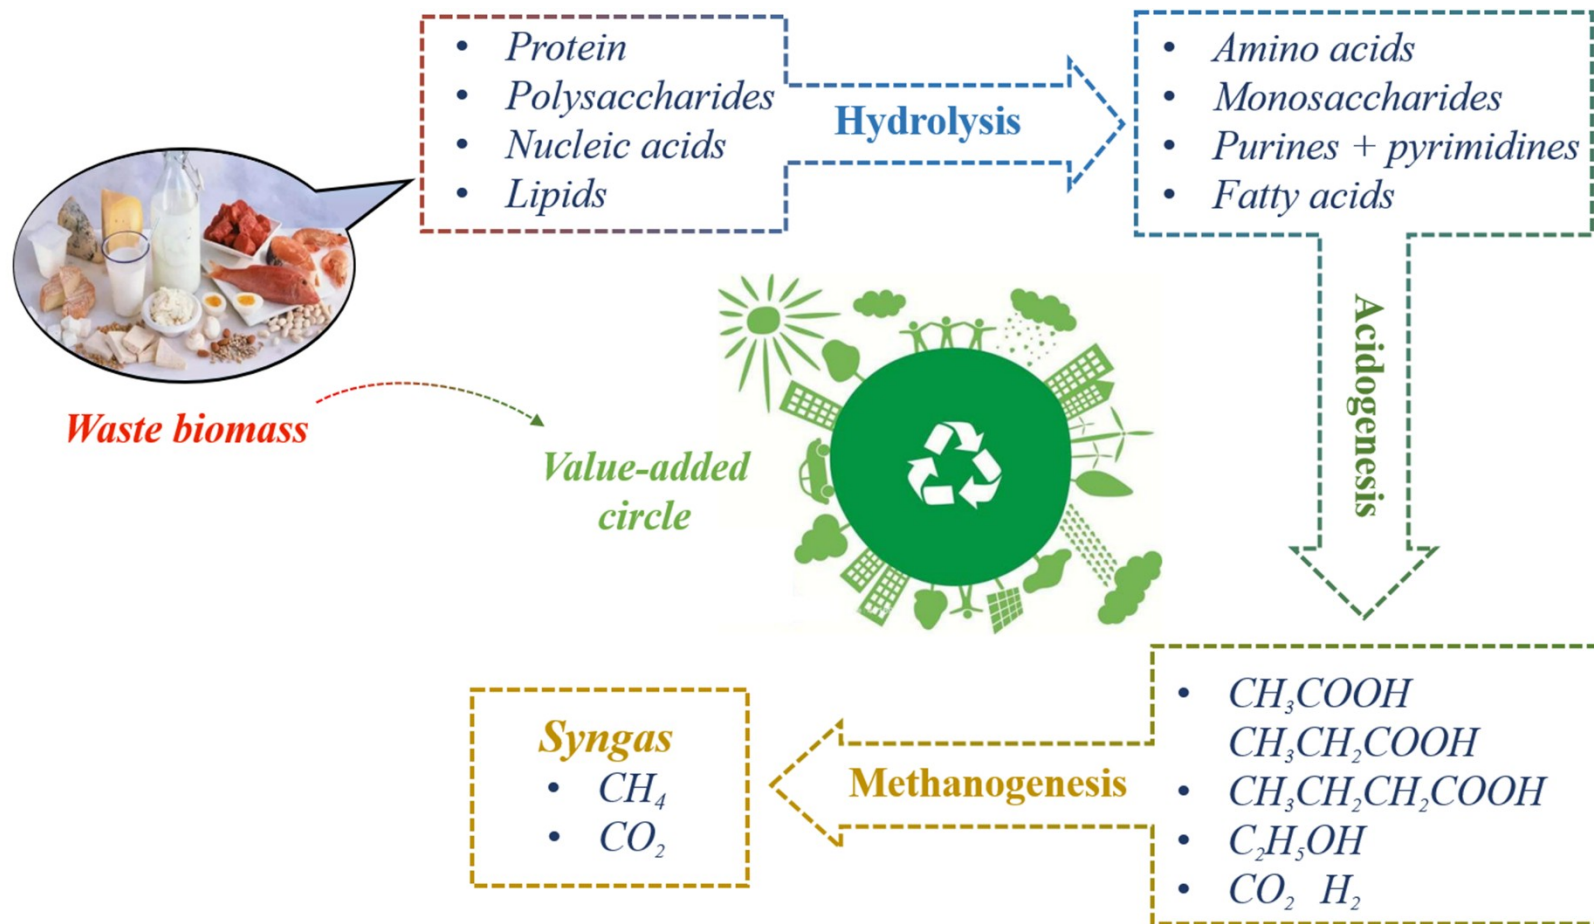 • Protein
• Polysaccharides
• Nucleic acids
• Lipids
Hydrolysis
• Amino acids
• Monosaccharides
• Purines + pyrimidines
• Fatty acids
Acidogenesis
Waste biomass
Value-added
circle
• CH₃COOH
CH₃CH₂COOH
• CH₃CH₂CH₂COOH
• C₂H₅OH
• CO₂ H₂
Methanogenesis
Syngas
• CH₄
• CO₂